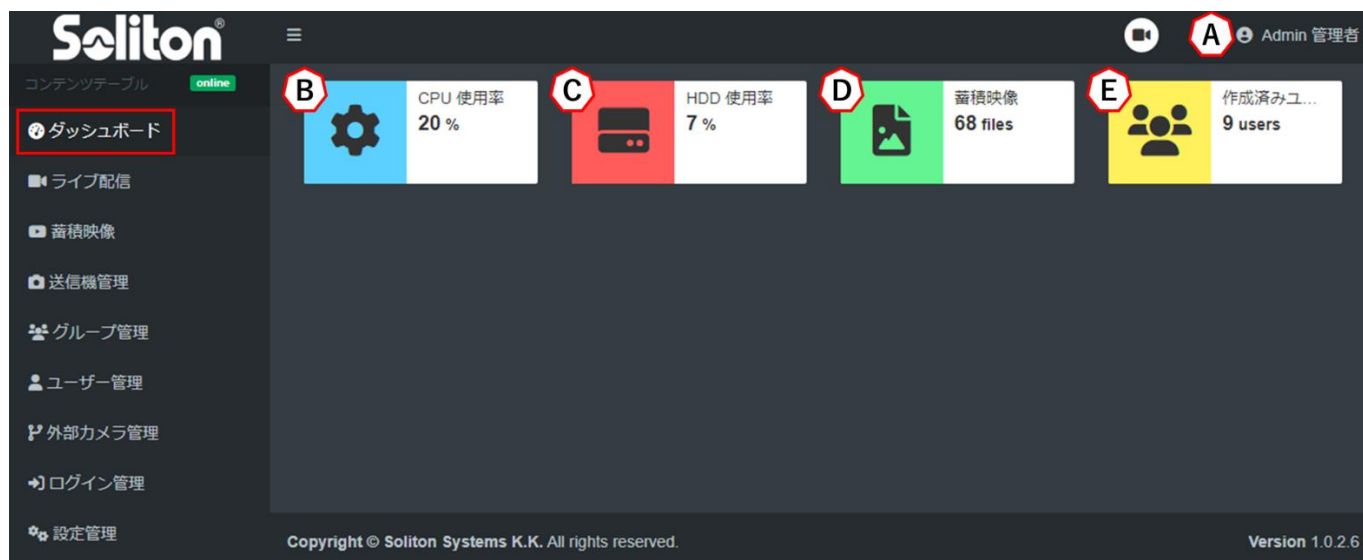 Soliton®
A
Admin 管理者
コンテンツテーブル online
ダッシュボード
ライブ配信
蓄積映像
送信機管理
グループ管理
ユーザー管理
外部カメラ管理
ログイン管理
設定管理
B
CPU 使用率
20 %
C
HDD 使用率
7 %
D
蓄積映像
68 files
E
作成済みユ...
9 users
Copyright © Soliton Systems K.K. All rights reserved.
Version 1.0.2.6